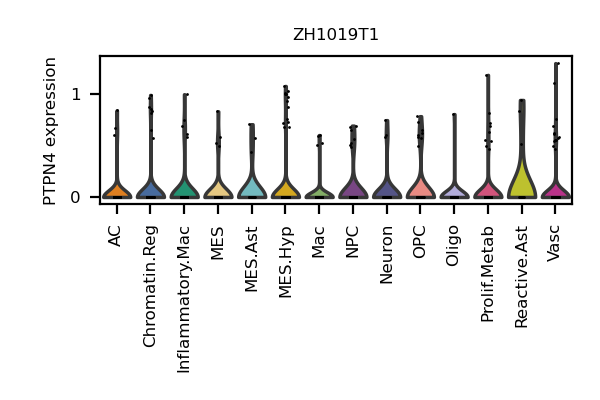 ZH1019T1
PTPN4 expression
1
0
AC
Chromatin.Reg
Inflammatory.Mac
MES
MES.Ast
MES.Hyp
Mac
NPC
Neuron
OPC
Oligo
Prolif.Metab
Reactive.Ast
Vasc